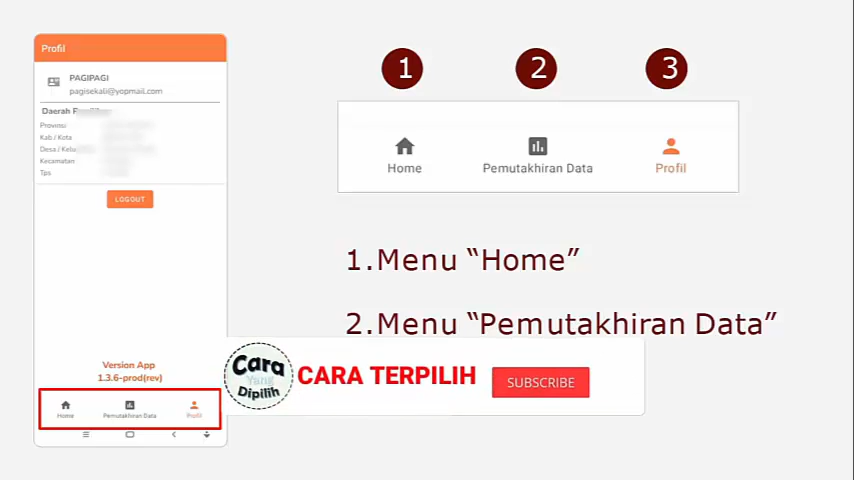 Profil
PAGIPAGI
pagisekali@yopmail.com
Daerah
Provinsi
Kab./ Kota
Desa / Kelu
Kecamatan
Tps
LOGOUT
Version App
1.3.6-prod(rev)
Home
Pemutakhiran Data
Profil
1
2
3
Home
Pemutakhiran Data
Profil
1.Menu “Home”
2.Menu “Pemutakhiran Data”
Cara
Yang
Dipilih
CARA TERPILIH
SUBSCRIBE